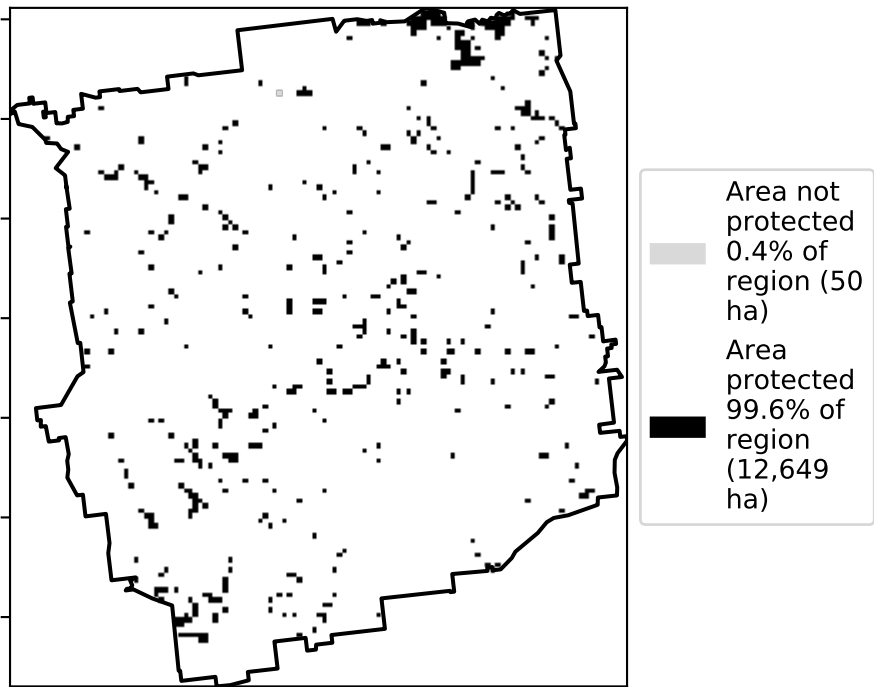 Area not
protected
0.4% of
region (50
ha)
Area
protected
99.6% of
region
(12,649
ha)